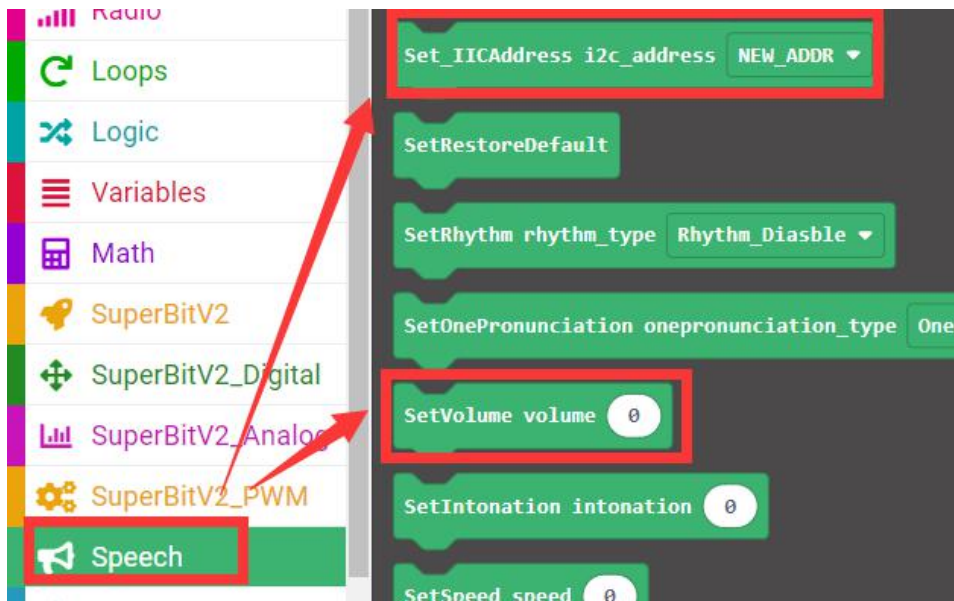 Radio
Loops
Logic
Variables
Math
SuperBitV2
SuperBitV2_Digital
SuperBitV2_Analog
SuperBitV2_PWM
Speech
Set_IICAddress i2c_address NEW_ADDR
SetRestoreDefault
SetRhythm rhythm_type Rhythm_Diasble
SetOnePronunciation onepronunciation_type One
SetVolume volume 0
SetIntonation intonation 0
SetSpeed speed 0